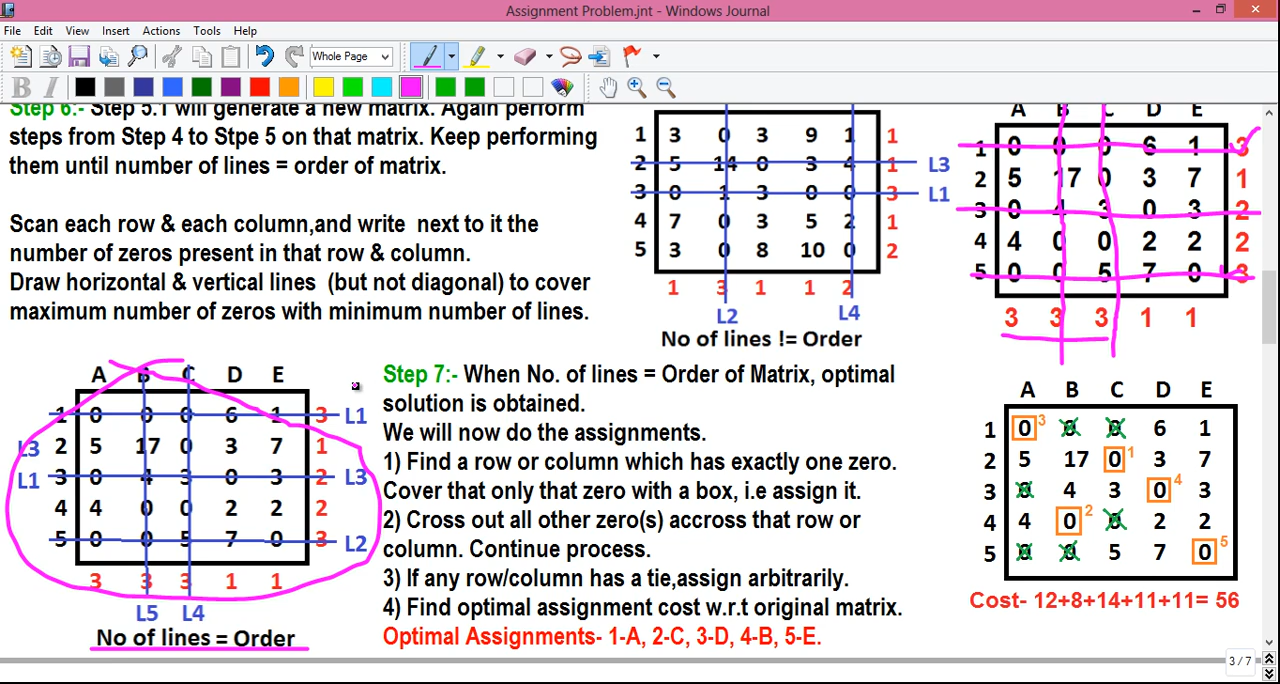 Assignment Problem.jnt - Windows Journal
File Edit View Insert Actions Tools Help
Whole Page
B I
Step 6:- Step 5.1 will generate a new matrix. Again perform
steps from Step 4 to Stpe 5 on that matrix. Keep performing
them until number of lines = order of matrix.
Scan each row & each column,and write next to it the
number of zeros present in that row & column.
Draw horizontal & vertical lines (but not diagonal) to cover
maximum number of zeros with minimum number of lines.
1 3 0 3 9 1 1
2 5 14 0 3 4 1 L3
3 0 1 3 0 0 3 L1
4 7 0 3 5 2 1
5 3 0 8 10 0 2
1 3 1 1 2
L2 L4
No of lines != Order
A B C D E
1 0 0 0 6 1 3
2 5 17 0 3 7 1
3 0 4 3 0 3 2
4 4 0 0 2 2 2
5 0 0 5 7 0 3
3 3 3 1 1
A B C D E
1 0 0 0 6 1 3 L1
L3 2 5 17 0 3 7 1
L1 3 0 4 3 0 3 2 L3
4 4 0 0 2 2 2
5 0 0 5 7 0 3 L2
3 3 3 1 1
L5 L4
No of lines = Order
Step 7:- When No. of lines = Order of Matrix, optimal
solution is obtained.
We will now do the assignments.
1) Find a row or column which has exactly one zero.
Cover that only that zero with a box, i.e assign it.
2) Cross out all other zero(s) accross that row or
column. Continue process.
3) If any row/column has a tie,assign arbitrarily.
4) Find optimal assignment cost w.r.t original matrix.
Optimal Assignments- 1-A, 2-C, 3-D, 4-B, 5-E.
A B C D E
1 0 3 0 0 6 1
2 5 17 0 1 3 7
3 0 4 3 0 4 3
4 4 0 2 0 2 2
5 0 0 5 7 0 5
Cost- 12+8+14+11+11= 56
3 / 7